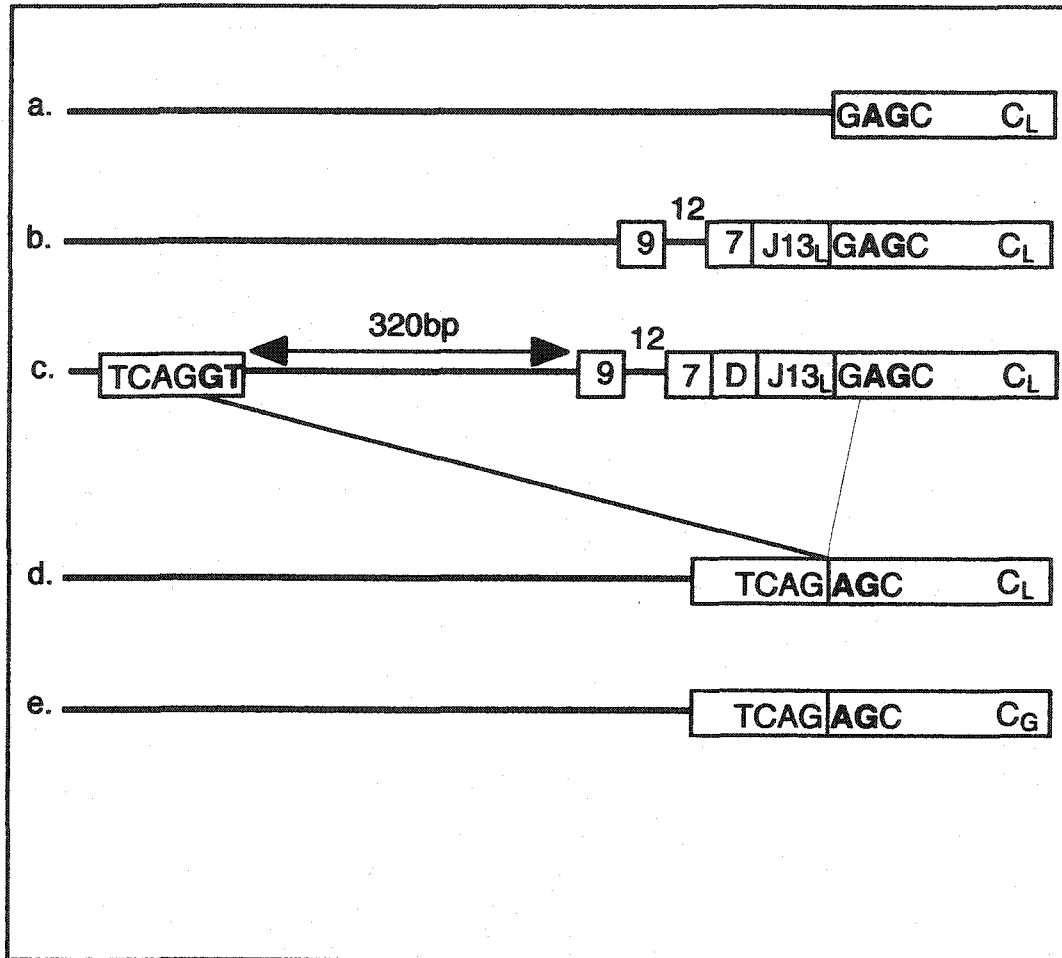 a. GAGC CL
12
b. 9 7 J13L GAGC CL
320bp 12
c. TCAGGT 9 7 D J13L GAGC CL
d. TCAG AGC CL
e. TCAG AGC CG